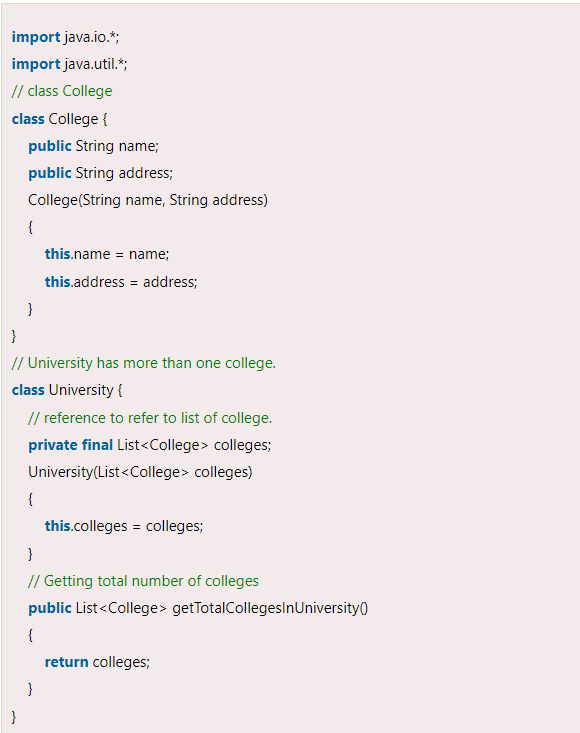 import java.io.*;
import java.util.*;
// class College
class College {
public String name;
public String address;
College(String name, String address)
{
this.name = name;
this.address = address;
}
}
// University has more than one college.
class University {
// reference to refer to list of college.
private final List<College> colleges;
University(List<College> colleges)
{
this.colleges = colleges;
}
// Getting total number of colleges
public List<College> getTotalCollegesInUniversity()
{
return colleges;
}
}